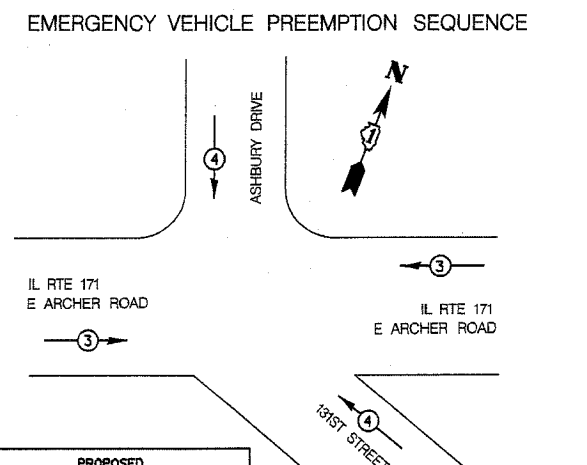 EMERGENCY VEHICLE PREEMPTION SEQUENCE
N
1
ASHBURY DRIVE
4
3
IL RTE 171
E ARCHER ROAD
IL RTE 171
E ARCHER ROAD
3
4
131ST STREET
PROPOSED